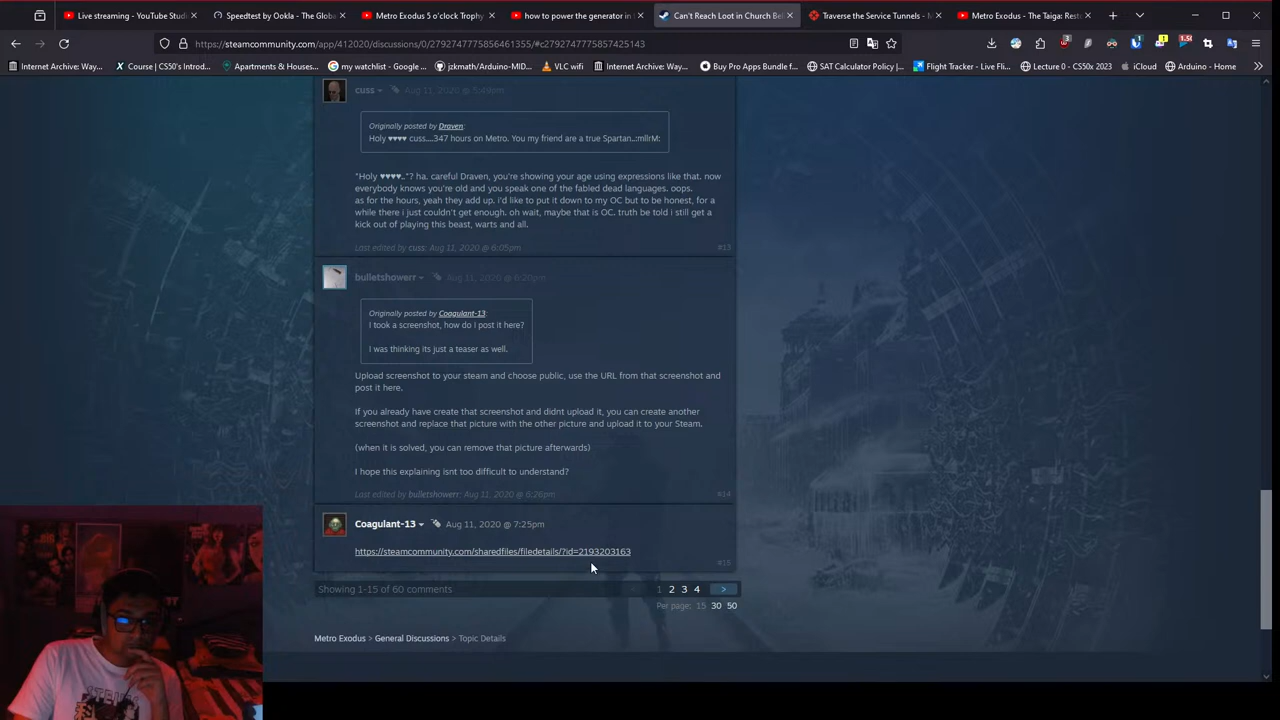 Live streaming - YouTube Stud
Speedtest by Ookla - The Globa
Metro Exodus 5 o'clock Trophy
how to power the generator in
Can't Reach Loot in Church Be
Traverse the Service Tunnels - M
Metro Exodus - The Taiga: Rest
https://steamcommunity.com/app/412020/discussions/0/2792747775856461355/#c2792747775857425143
Internet Archive: Way...
Course | CS50's Introd...
Apartments & Houses...
my watchlist - Google ...
jzkmath/Arduino-MID...
VLC wifi
Internet Archive: Way...
Buy Pro Apps Bundle f...
SAT Calculator Policy |...
Flight Tracker - Live Fli...
Lecture 0 - CS50x 2023
iCloud
Arduino - Home
cuss
Aug 11, 2020 @ 5:49pm
Originally posted by Draven:
Holy ♥♥♥♥ cuss....347 hours on Metro. You my friend are a true Spartan..:mllrM:
"Holy ♥♥♥♥.."? ha. careful Draven, you're showing your age using expressions like that. now
everybody knows you're old and you speak one of the fabled dead languages. oops.
as for the hours, yeah they add up. i'd like to put it down to my OC but to be honest, for a
while there i just couldn't get enough. oh wait, maybe that is OC. truth be told i still get a
kick out of playing this beast, warts and all.
Last edited by cuss; Aug 11, 2020 @ 6:05pm
#13
bulletshowerr
Aug 11, 2020 @ 6:20pm
Originally posted by Coagulant-13:
I took a screenshot, how do I post it here?
I was thinking its just a teaser as well.
Upload screenshot to your steam and choose public, use the URL from that screenshot and
post it here.
If you already have create that screenshot and didnt upload it, you can create another
screenshot and replace that picture with the other picture and upload it to your Steam.
(when it is solved, you can remove that picture afterwards)
I hope this explaining isnt too difficult to understand?
Last edited by bulletshowerr; Aug 11, 2020 @ 6:26pm
#14
Coagulant-13
Aug 11, 2020 @ 7:25pm
https://steamcommunity.com/sharedfiles/filedetails/?id=2193203163
#15
Showing 1-15 of 60 comments
< 1 2 3 4 >
Per page: 15 30 50
Metro Exodus > General Discussions > Topic Details